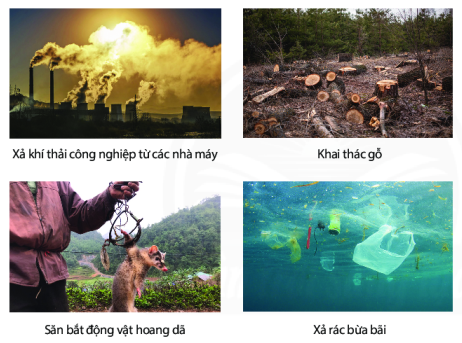 Xả khí thải công nghiệp từ các nhà máy
Khai thác gỗ
Săn bắt động vật hoang dã
Xả rác bừa bãi